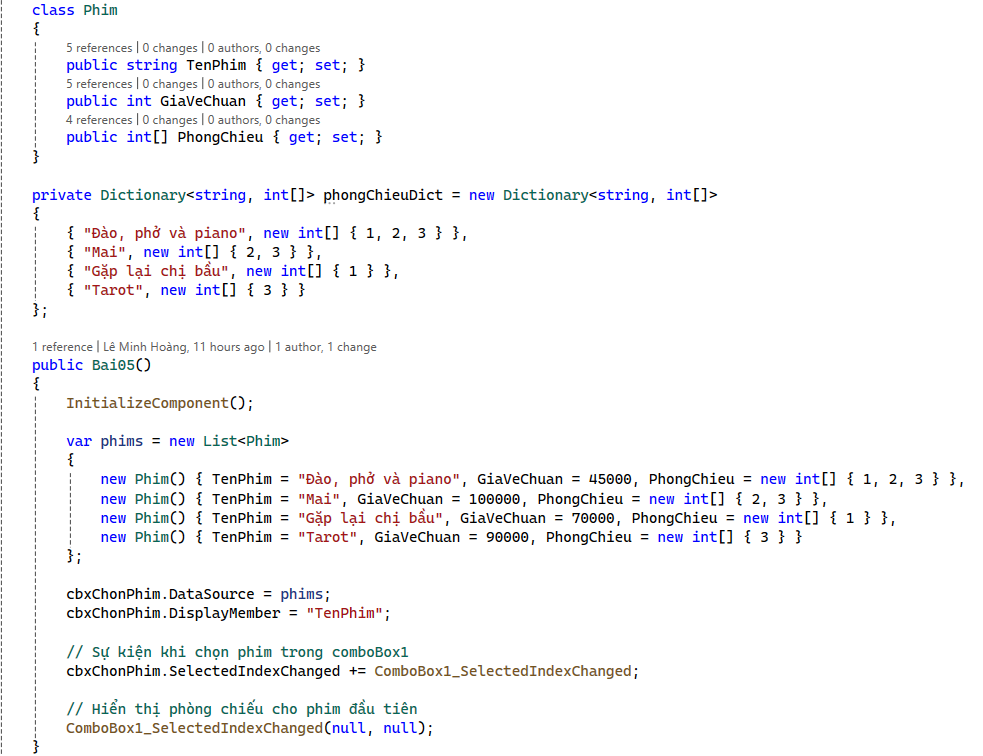 class Phim
{
5 references | 0 changes | 0 authors, 0 changes
public string TenPhim { get; set; }
5 references | 0 changes | 0 authors, 0 changes
public int GiaVeChuan { get; set; }
4 references | 0 changes | 0 authors, 0 changes
public int[] PhongChieu { get; set; }
}
private Dictionary<string, int[]> phongChieuDict = new Dictionary<string, int[]>
{
{ "Đào, phở và piano", new int[] { 1, 2, 3 } },
{ "Mai", new int[] { 2, 3 } },
{ "Gặp lại chị bầu", new int[] { 1 } },
{ "Tarot", new int[] { 3 } }
};
1 reference | Lê Minh Hoàng, 11 hours ago | 1 author, 1 change
public Bai05()
{
InitializeComponent();
var phims = new List<Phim>
{
new Phim() { TenPhim = "Đào, phở và piano", GiaVeChuan = 45000, PhongChieu = new int[] { 1, 2, 3 } },
new Phim() { TenPhim = "Mai", GiaVeChuan = 100000, PhongChieu = new int[] { 2, 3 } },
new Phim() { TenPhim = "Gặp lại chị bầu", GiaVeChuan = 70000, PhongChieu = new int[] { 1 } },
new Phim() { TenPhim = "Tarot", GiaVeChuan = 90000, PhongChieu = new int[] { 3 } }
};
cbxChonPhim.DataSource = phims;
cbxChonPhim.DisplayMember = "TenPhim";
// Sự kiện khi chọn phim trong comboBox1
cbxChonPhim.SelectedIndexChanged += ComboBox1_SelectedIndexChanged;
// Hiển thị phòng chiếu cho phim đầu tiên
ComboBox1_SelectedIndexChanged(null, null);
}